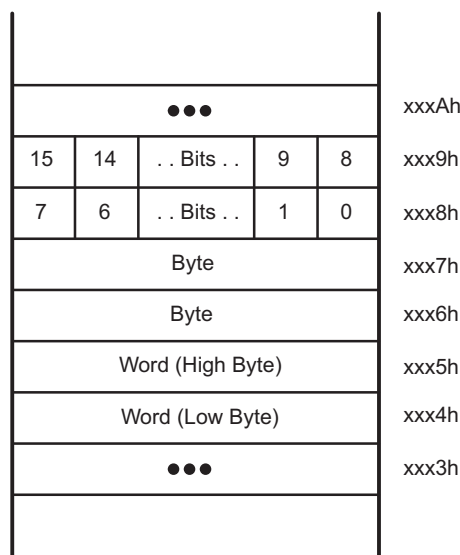 ●●● xxxAh
15 14 . . Bits . . 9 8 xxx9h
7 6 . . Bits . . 1 0 xxx8h
Byte xxx7h
Byte xxx6h
Word (High Byte) xxx5h
Word (Low Byte) xxx4h
●●● xxx3h